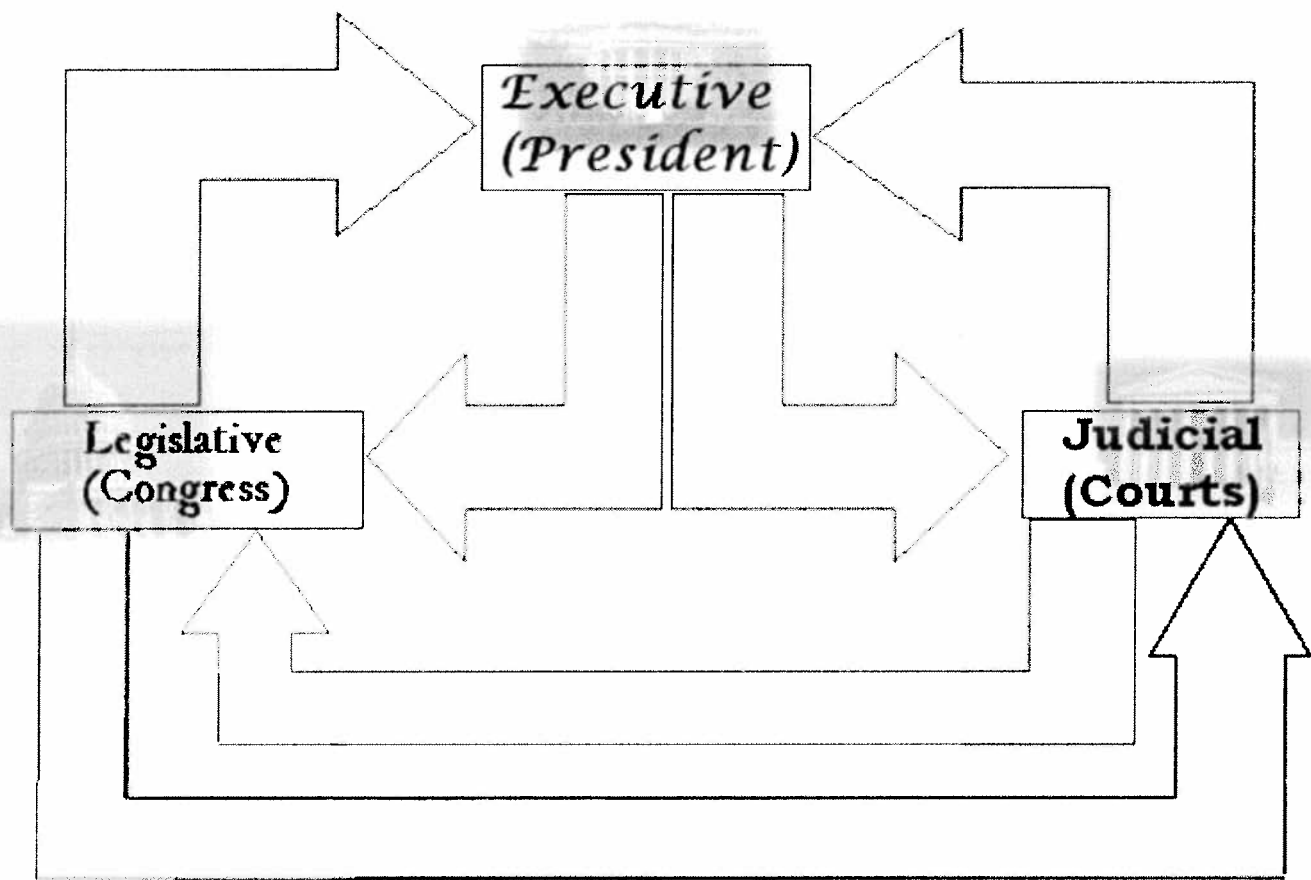 Executive
(President)
Legislative
(Congress)
Judicial
(Courts)